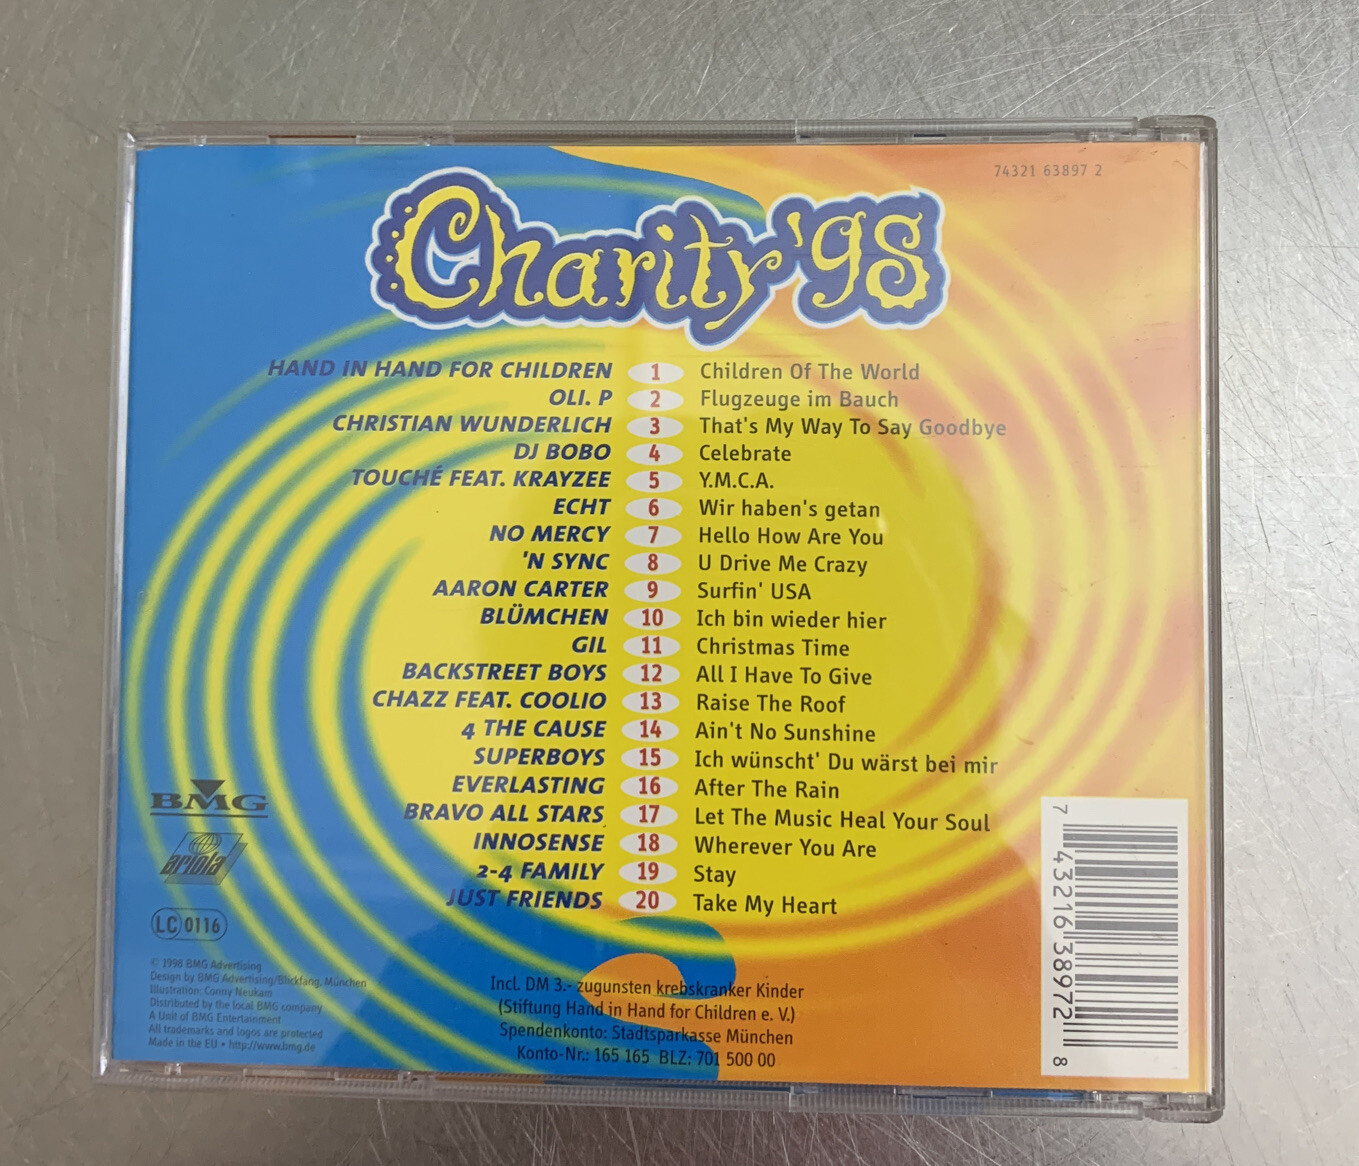 74321 63897 2
Charity '98
HAND IN HAND FOR CHILDREN 1 Children Of The World
OLI. P 2 Flugzeuge im Bauch
CHRISTIAN WUNDERLICH 3 That's My Way To Say Goodbye
DJ BOBO 4 Celebrate
TOUCHÉ FEAT. KRAYZEE 5 Y.M.C.A.
ECHT 6 Wir haben's getan
NO MERCY 7 Hello How Are You
'N SYNC 8 U Drive Me Crazy
AARON CARTER 9 Surfin' USA
BLÜMCHEN 10 Ich bin wieder hier
GIL 11 Christmas Time
BACKSTREET BOYS 12 All I Have To Give
CHAZZ FEAT. COOLIO 13 Raise The Roof
4 THE CAUSE 14 Ain't No Sunshine
SUPERBOYS 15 Ich wünscht' Du wärst bei mir
EVERLASTING 16 After The Rain
BRAVO ALL STARS 17 Let The Music Heal Your Soul
INNOSENSE 18 Wherever You Are
2-4 FAMILY 19 Stay
JUST FRIENDS 20 Take My Heart
BMG
ariola
LC 0116
© 1998 BMG Advertising
Design by BMG Advertising/Blickfang, München
Illustration: Conny Neukam
Distributed by the local BMG company
A Unit of BMG Entertainment
All trademarks and logos are protected
Made in the EU • http://www.bmg.de
Incl. DM 3.- zugunsten krebskranker Kinder
(Stiftung Hand in Hand for Children e. V.)
Spendenkonto: Stadtsparkasse München
Konto-Nr.: 165 165 BLZ: 701 500 00
7 43216 38972 8